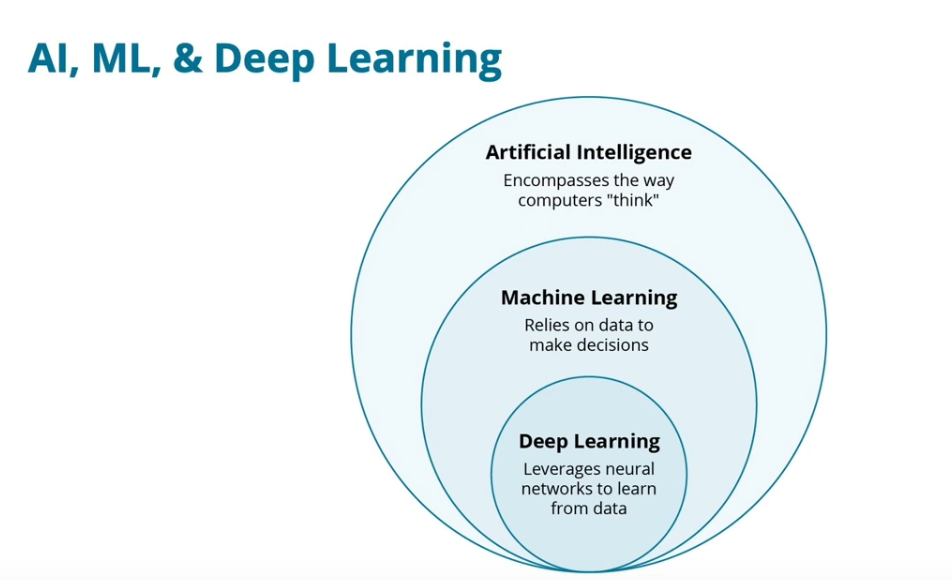 AI, ML, & Deep Learning
Artificial Intelligence
Encompasses the way
computers "think"
Machine Learning
Relies on data to
make decisions
Deep Learning
Leverages neural
networks to learn
from data